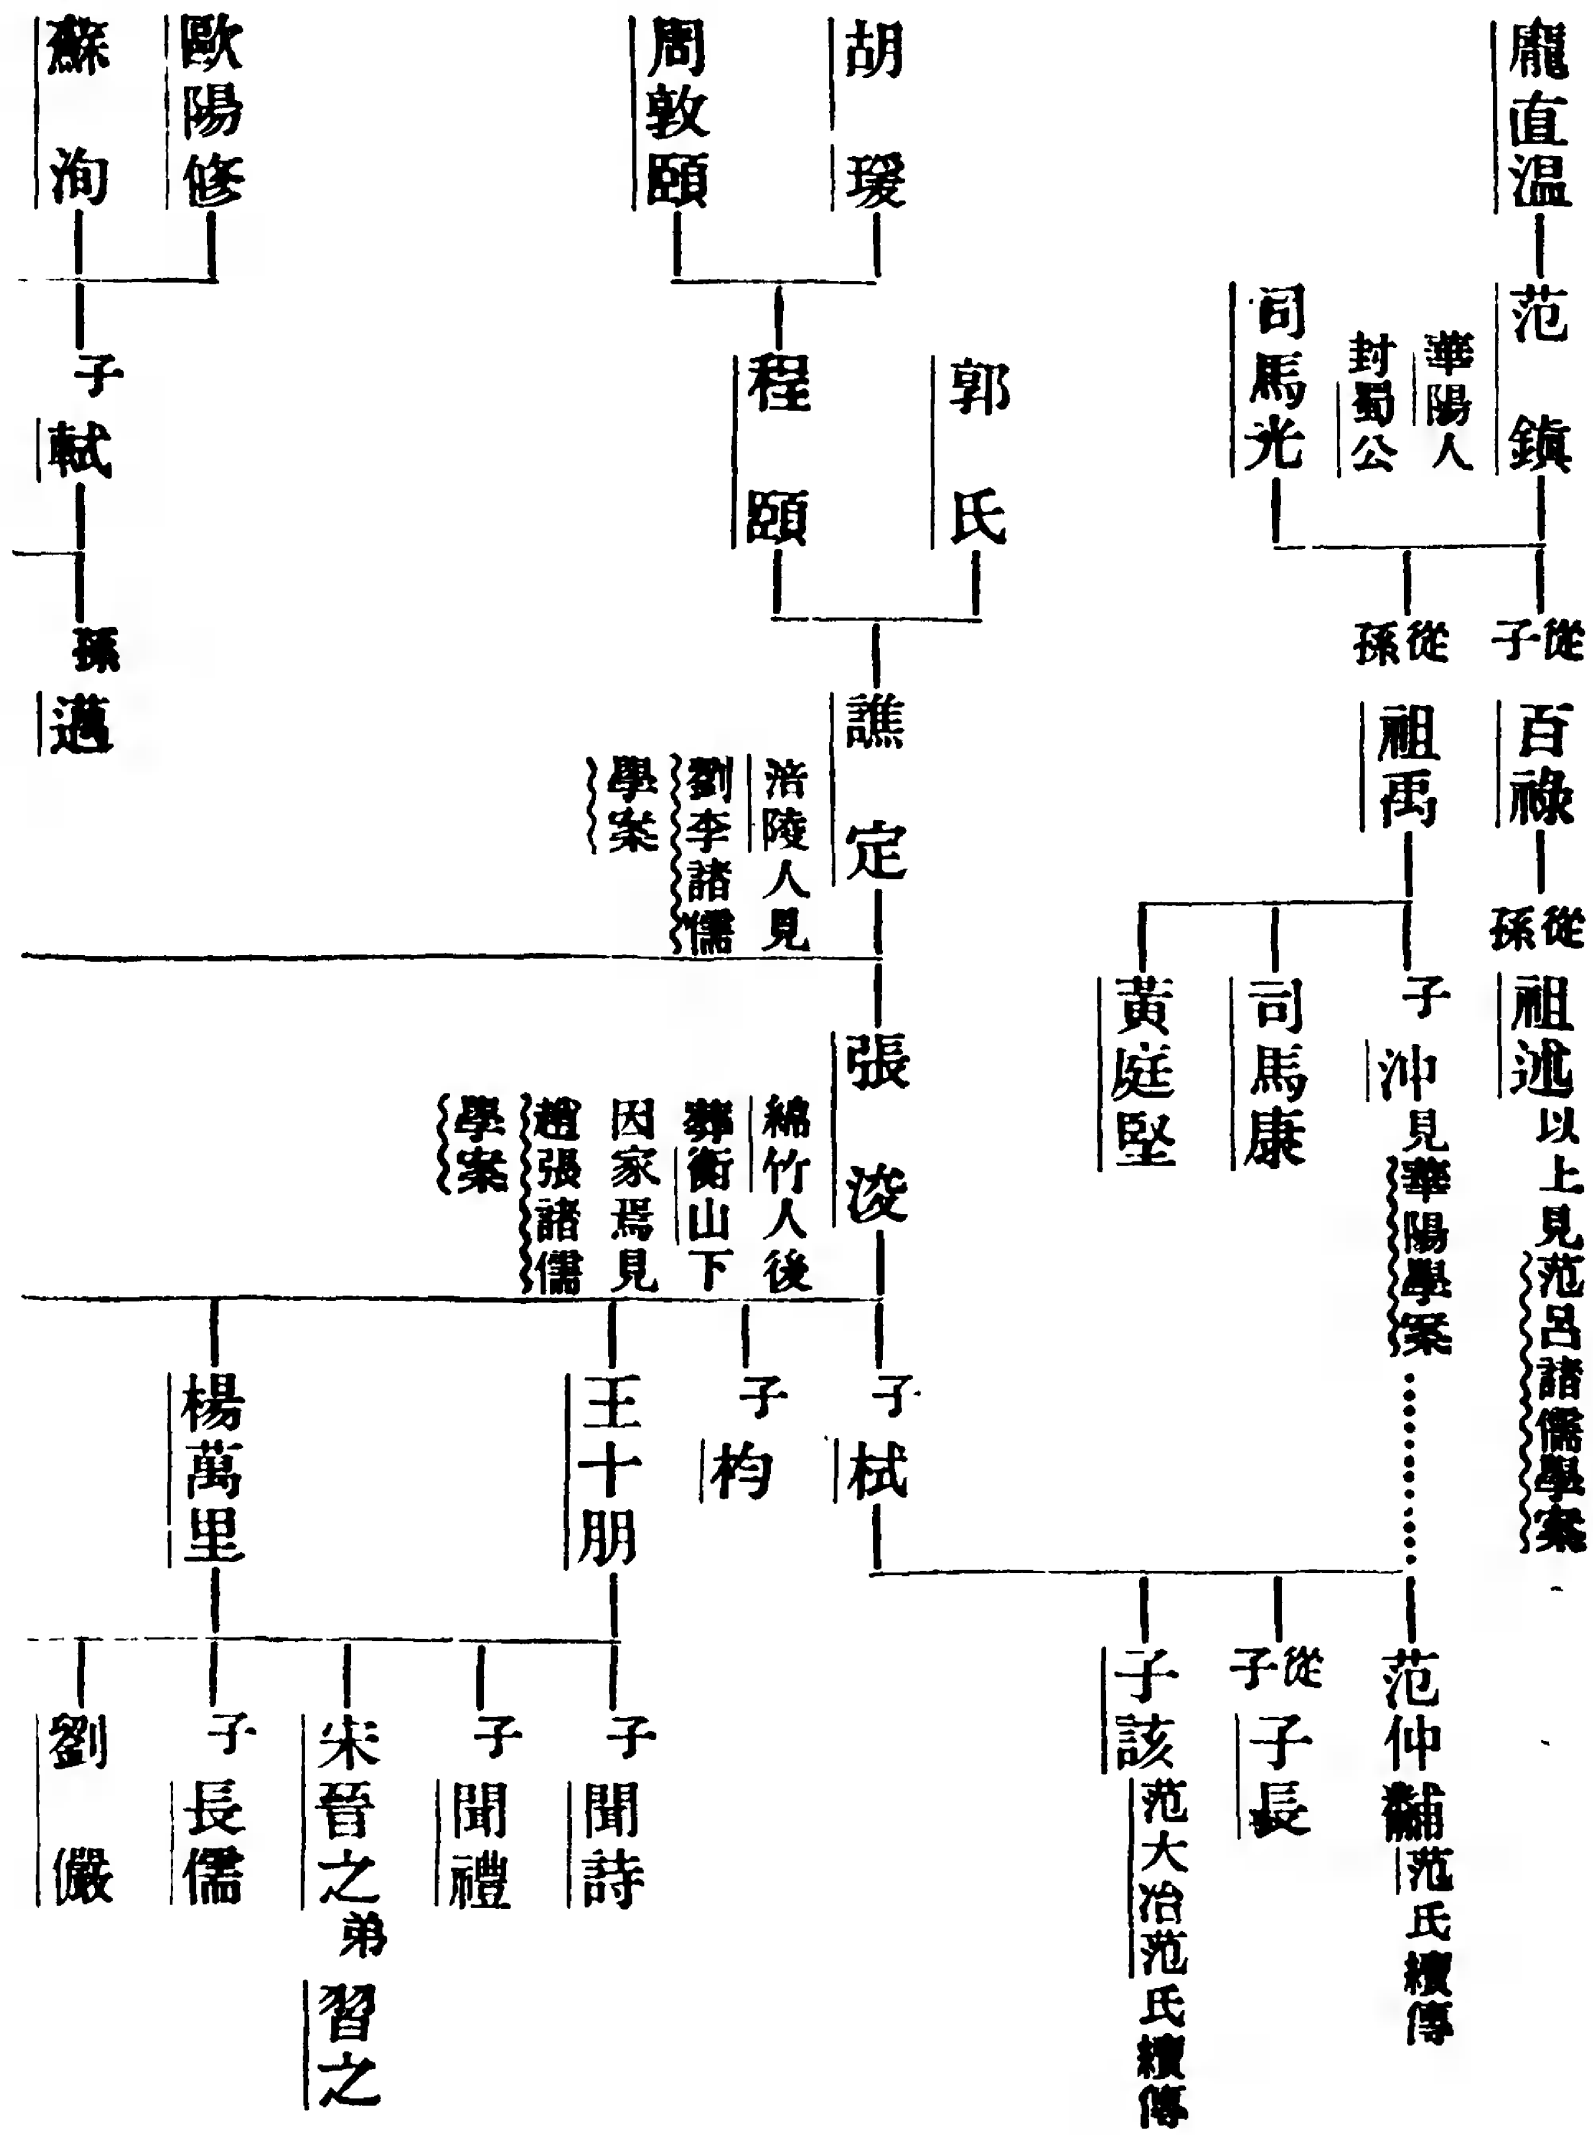 龐直温
范鎮
華陽人
封蜀公
司馬光
從子
百祿
從孫
祖述以上見范呂諸儒學案
從孫
祖禹
子
沖見華陽學案
司馬康
黃庭堅
范仲黼范氏續傳
從子
子長
子該范大冶范氏續傳
胡瑗
周敦頤
郭氏
程頤
譙定
涪陵人見
劉李諸儒
學案
張浚
綿竹人後
葬衡山下
因家焉見
趙張諸儒
學案
子
栻
子
枃
王十朋
楊萬里
子
聞詩
子
聞禮
宋晉之弟
習之
子
長儒
劉儼
歐陽修
蘇洵
子
軾
孫
邁